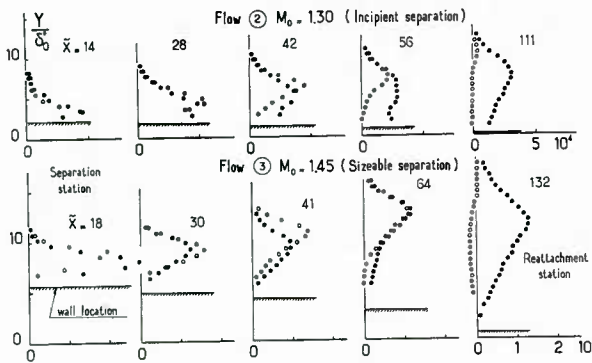 Flow ② M₀ = 1.30 ( Incipient separation )
Y
δ₀*
X̃ = 14
28
42
56
111
10
0
0 0 0 0 0 5 10⁴
Flow ③ M₀ = 1.45 ( Sizeable separation )
Separation
station
X̃ = 18
30
41
64
132
10
Reattachment
station
wall location
0
0 0 0 0 0 1 2 10